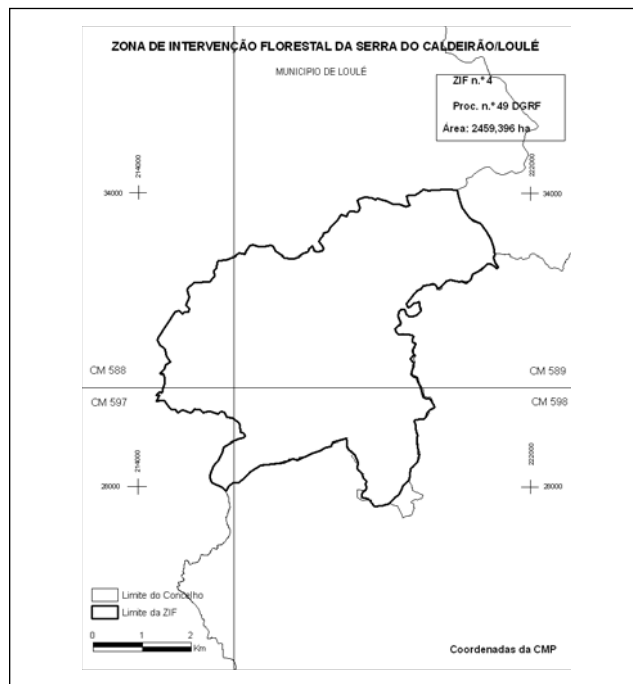 ZONA DE INTERVENÇÃO FLORESTAL DA SERRA DO CALDEIRÃO/LOULÉ
MUNICIPIO DE LOULÉ
ZIF n.º 4
Proc. n.º 49 DGRF
Área: 2459,396 ha
214000
222000
34000
34000
CM 588
CM 589
CM 597
CM 598
214000
222000
28000
28000
Limite do Concelho
Limite da ZIF
0 1 2
Km
Coordenadas da CMP